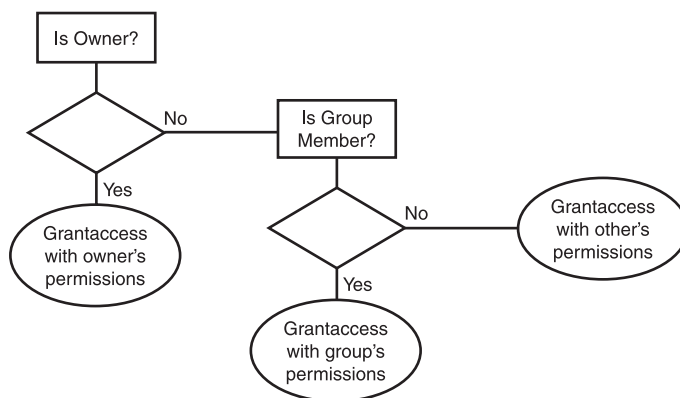 Is Owner?
No
Is Group
Member?
Yes
Grantaccess
with owner's
permissions
No
Grantaccess
with other's
permissions
Yes
Grantaccess
with group's
permissions